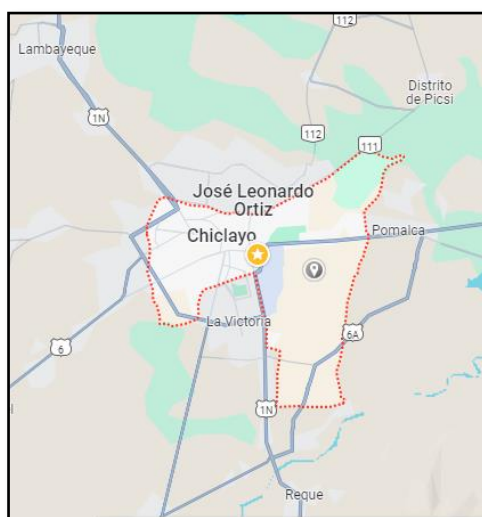 112
Lambayeque
Distrito
de Picsi
1N
112
111
José Leonardo
Ortiz
Chiclayo
Pomalca
La Victoria
6A
6
1N
Reque